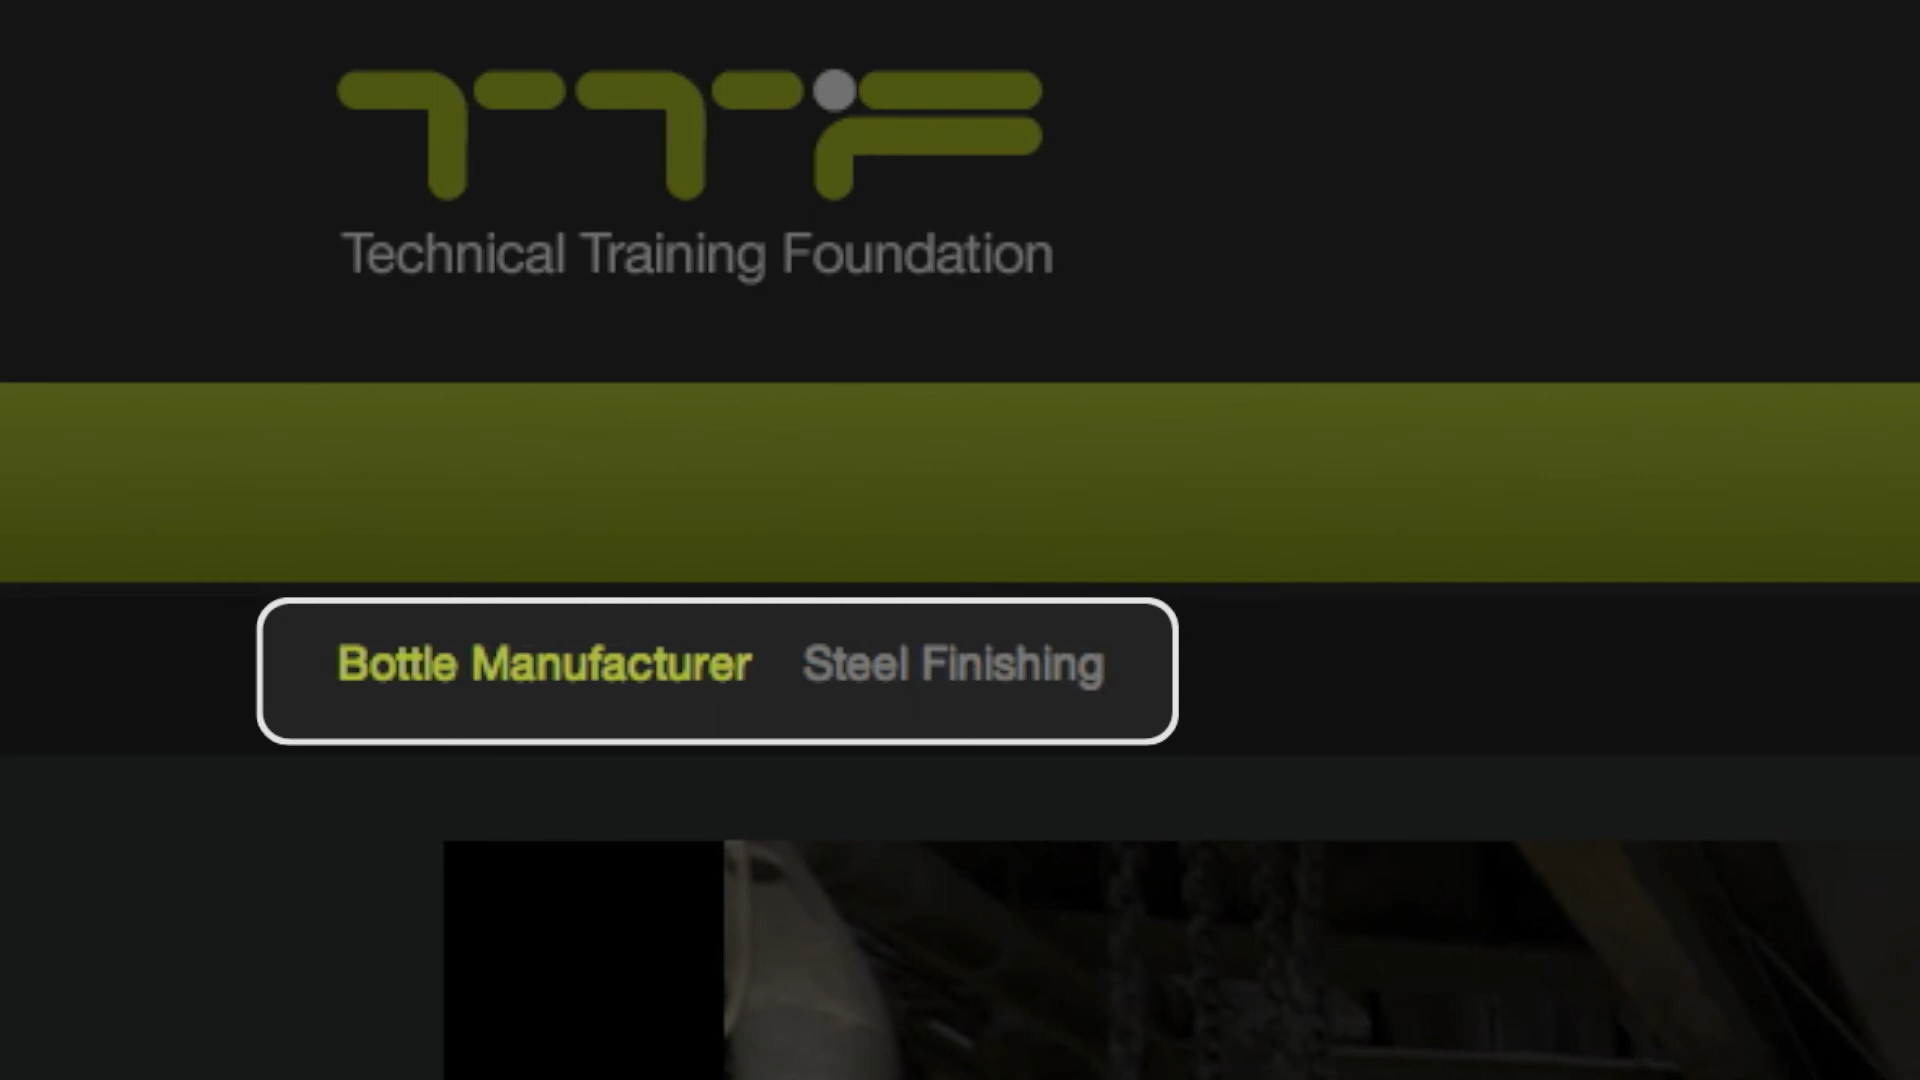 TTF
Technical Training Foundation
Bottle Manufacturer Steel Finishing